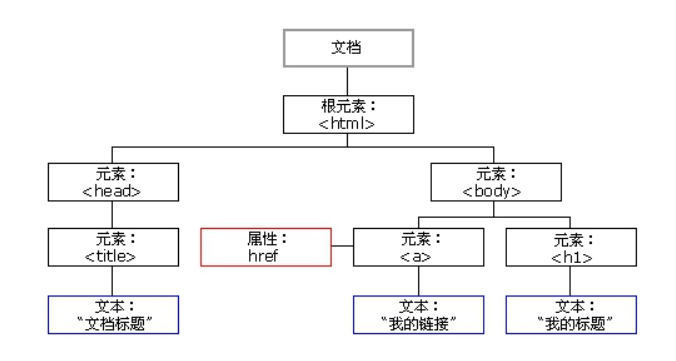 文档
根元素：
<html>
元素：
<head>
元素：
<body>
元素：
<title>
属性：
href
元素：
<a>
元素：
<h1>
文本：
“文档标题”
文本：
“我的链接”
文本：
“我的标题”